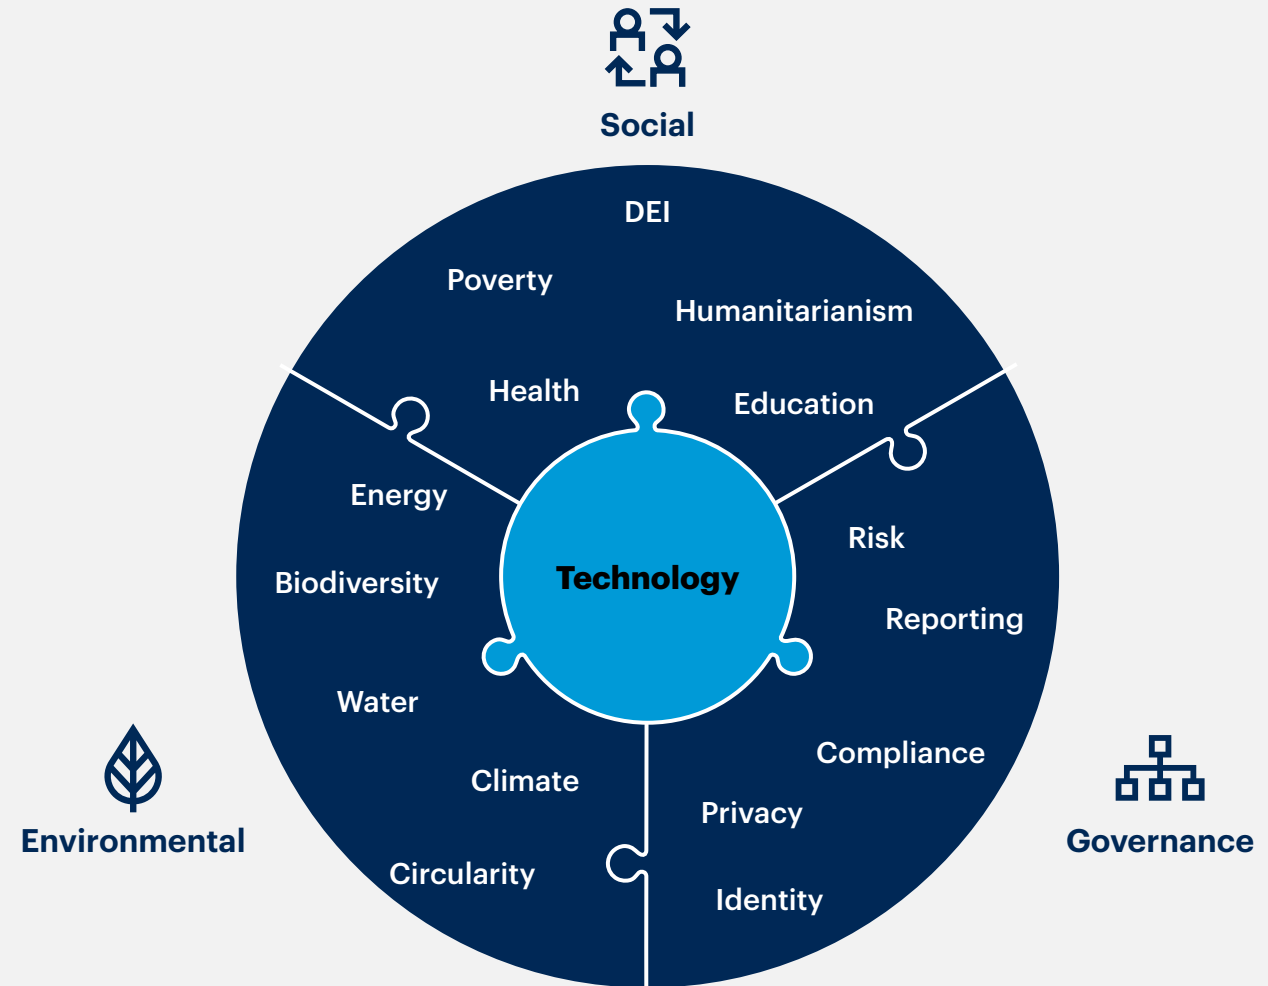 Social
DEI
Poverty
Humanitarianism
Health
Education
Energy
Risk
Technology
Biodiversity
Reporting
Water
Compliance
Climate
Privacy
Environmental
Governance
Circularity
Identity